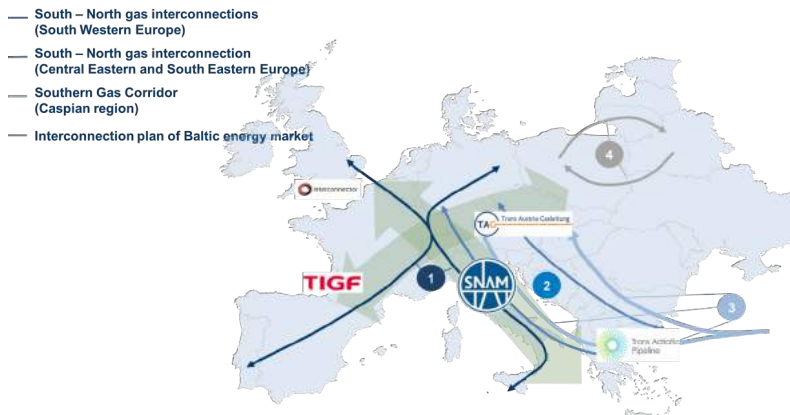 South – North gas interconnections
(South Western Europe)
South – North gas interconnection
(Central Eastern and South Eastern Europe)
Southern Gas Corridor
(Caspian region)
Interconnection plan of Baltic energy market
4
Interconnector
TAG Trans Austria Gasleitung
TIGF
1
SNAM
2
3
Trans Adriatic
Pipeline